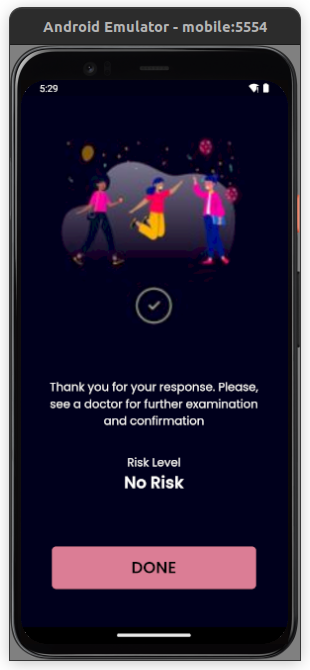 Android Emulator - mobile:5554
5:29
Thank you for your response. Please,
see a doctor for further examination
and confirmation
Risk Level
No Risk
DONE